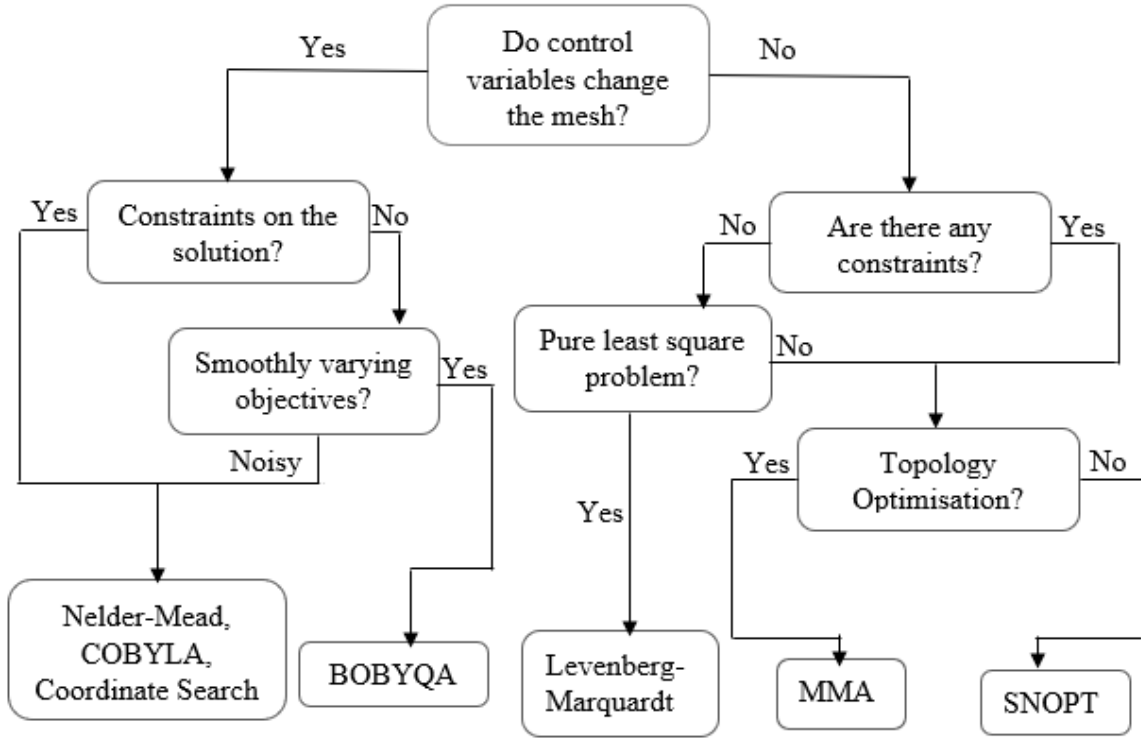 Do control
variables change
the mesh?
Yes
No
Constraints on the
solution?
Yes
No
Are there any
constraints?
No
Yes
Smoothly varying
objectives?
Yes
Noisy
Pure least square
problem?
No
Yes
Topology
Optimisation?
Yes
No
Nelder-Mead,
COBYLA,
Coordinate Search
BOBYQA
Levenberg-
Marquardt
MMA
SNOPT